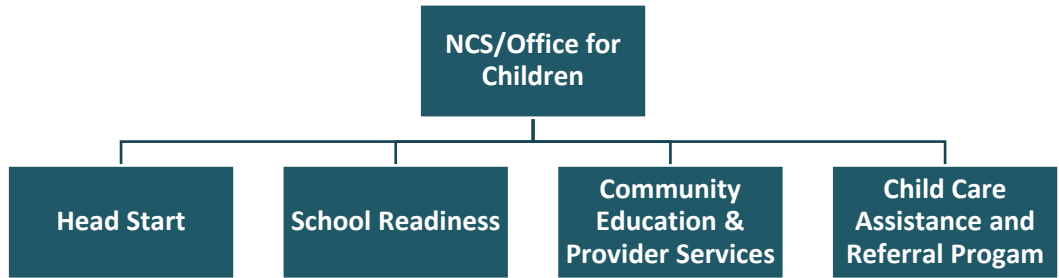 NCS/Office for
Children
Head Start
School Readiness
Community
Education &
Provider Services
Child Care
Assistance and
Referral Progam